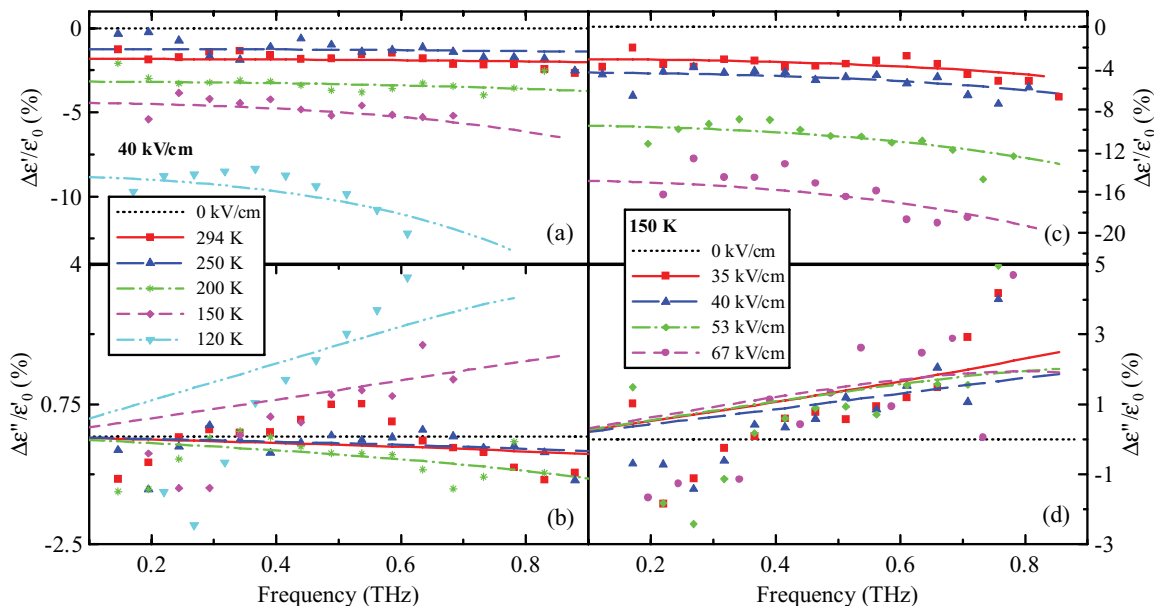 0
-5
-10
Δε'/ε'₀ (%)
40 kV/cm
(a)
0 kV/cm
294 K
250 K
200 K
150 K
120 K
4
0.75
-2.5
Δε''/ε'₀ (%)
(b)
0.2
0.4
0.6
0.8
Frequency (THz)
0
-4
-8
-12
-16
-20
Δε'/ε'₀ (%)
(c)
150 K
0 kV/cm
35 kV/cm
40 kV/cm
53 kV/cm
67 kV/cm
5
3
1
-1
-3
Δε''/ε'₀ (%)
(d)
0.2
0.4
0.6
0.8
Frequency (THz)